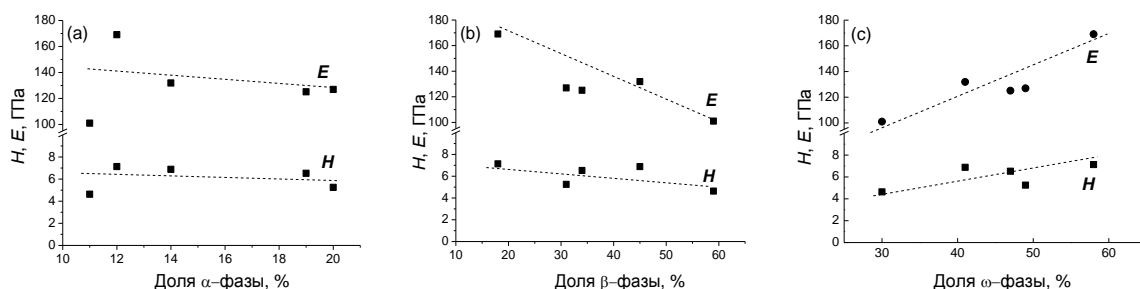 (a)
H, E, ГПа
180
160
140
120
100
8
6
4
2
0
E
H
10 12 14 16 18 20
Доля α–фазы, %
(b)
H, E, ГПа
180
160
140
120
100
8
6
4
2
0
E
H
10 20 30 40 50 60
Доля β–фазы, %
(c)
H, E, ГПа
180
160
140
120
100
8
6
4
2
0
E
H
30 40 50 60
Доля ω–фазы, %